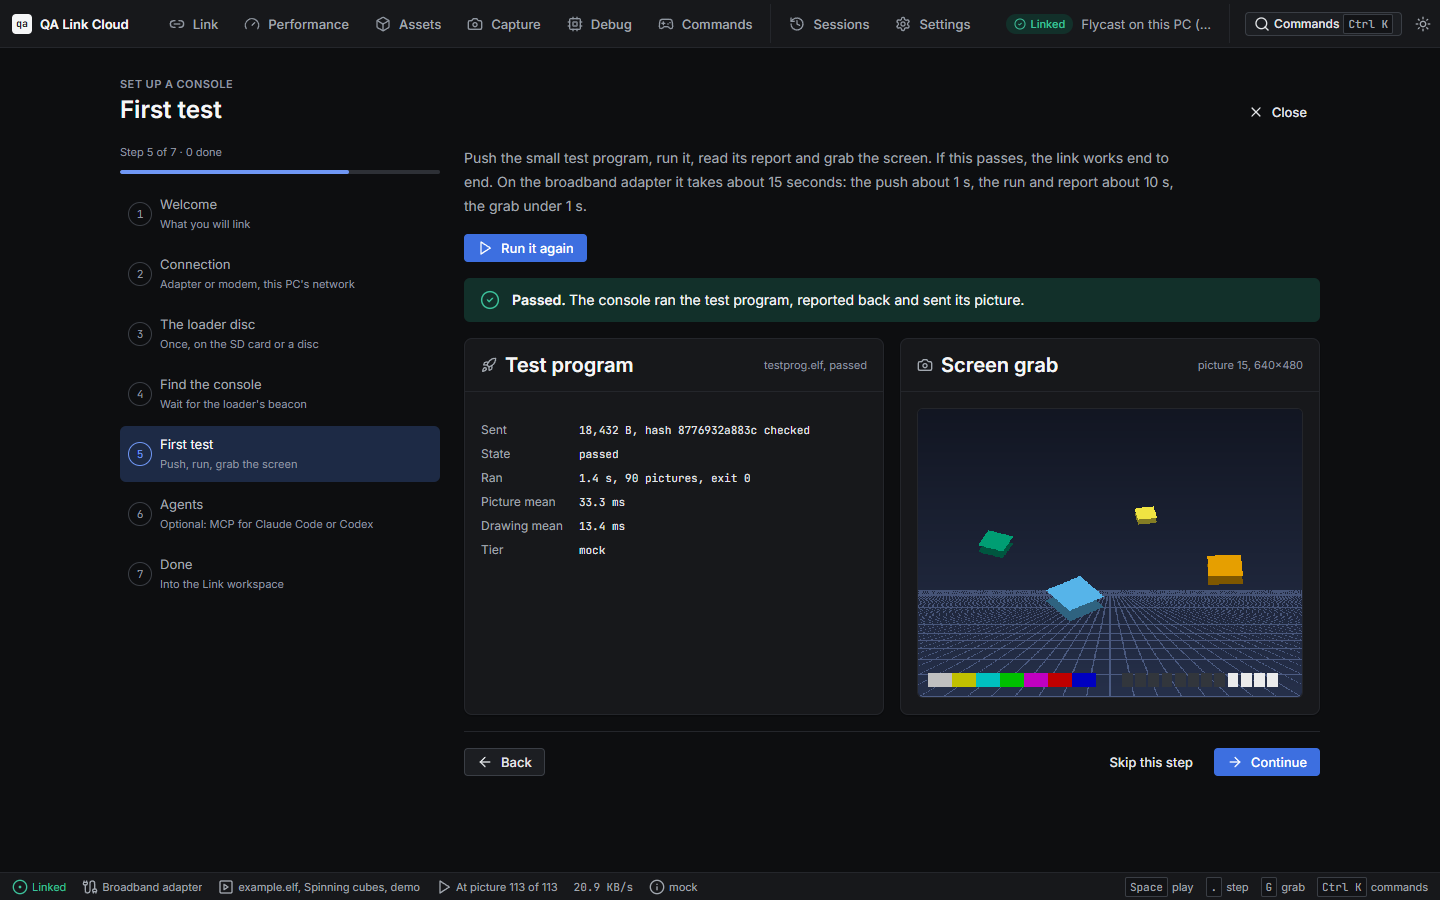 qa QA Link Cloud Link Performance Assets Capture Debug Commands Sessions Settings Linked Flycast on this PC (... Commands Ctrl K
SET UP A CONSOLE
First test
Close
Step 5 of 7 · 0 done
1 Welcome
What you will link
2 Connection
Adapter or modem, this PC's network
3 The loader disc
Once, on the SD card or a disc
4 Find the console
Wait for the loader's beacon
5 First test
Push, run, grab the screen
6 Agents
Optional: MCP for Claude Code or Codex
7 Done
Into the Link workspace
Push the small test program, run it, read its report and grab the screen. If this passes, the link works end to
end. On the broadband adapter it takes about 15 seconds: the push about 1 s, the run and report about 10 s,
the grab under 1 s.
Run it again
Passed. The console ran the test program, reported back and sent its picture.
Test program testprog.elf, passed
Sent 18,432 B, hash 8776932a883c checked
State passed
Ran 1.4 s, 90 pictures, exit 0
Picture mean 33.3 ms
Drawing mean 13.4 ms
Tier mock
Screen grab picture 15, 640×480
Back Skip this step Continue
Linked Broadband adapter example.elf, Spinning cubes, demo At picture 113 of 113 20.9 KB/s mock Space play . step G grab Ctrl K commands